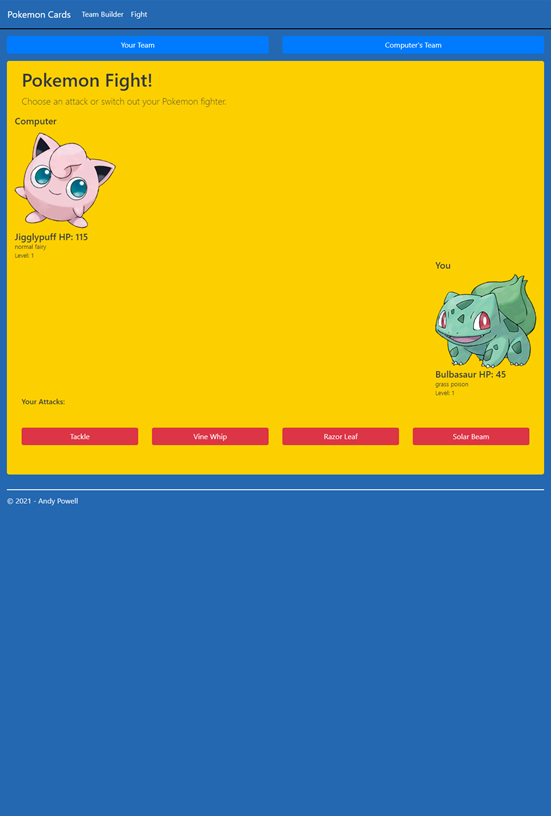 Pokemon Cards Team Builder Fight
Your Team Computer's Team
Pokemon Fight!
Choose an attack or switch out your Pokemon fighter.
Computer
Jigglypuff HP: 115
normal fairy
Level: 1
You
Bulbasaur HP: 45
grass poison
Level: 1
Your Attacks:
Tackle Vine Whip Razor Leaf Solar Beam
© 2021 - Andy Powell